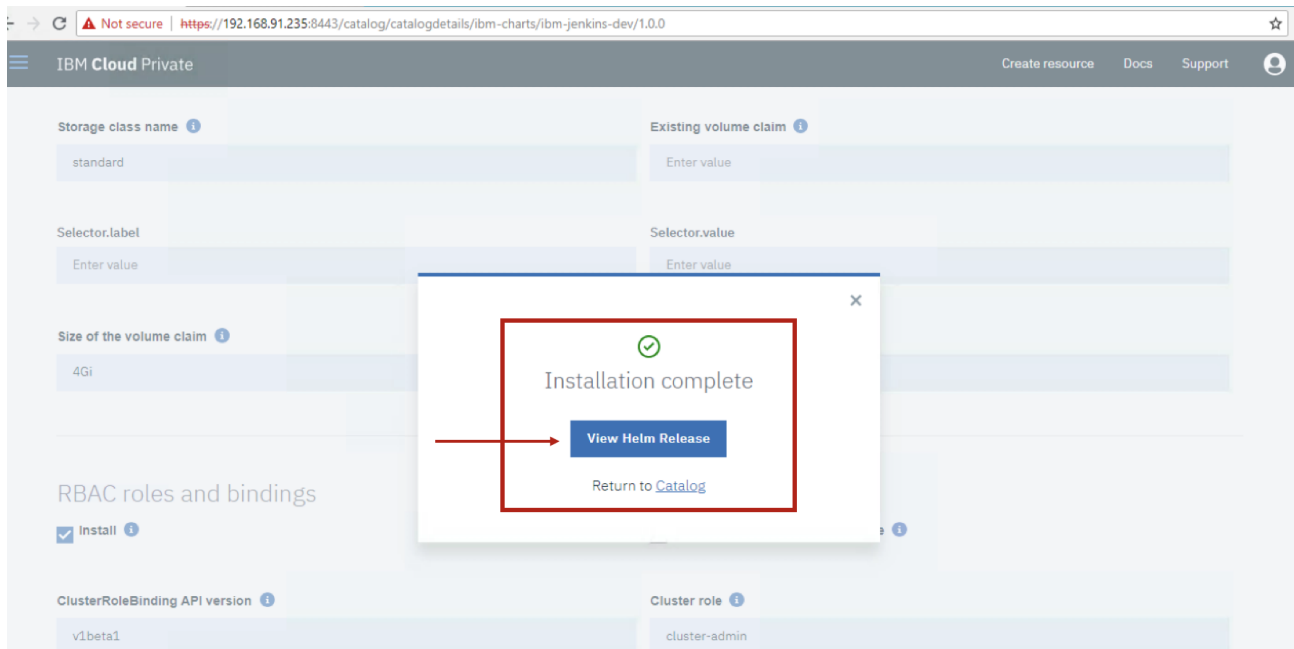 Not secure | https://192.168.91.235:8443/catalog/catalogdetails/ibm-charts/ibm-jenkins-dev/1.0.0
IBM Cloud Private Create resource Docs Support
Storage class name Existing volume claim
standard Enter value
Selector.label Selector.value
Enter value Enter value
Size of the volume claim
4Gi
Installation complete
View Helm Release
Return to Catalog
RBAC roles and bindings
Install
ClusterRoleBinding API version Cluster role
v1beta1 cluster-admin